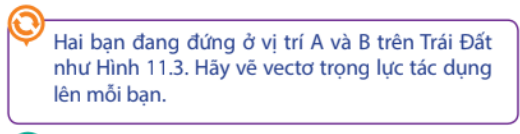 Hai bạn đang đứng ở vị trí A và B trên Trái Đất
như Hình 11.3. Hãy vẽ vectơ trọng lực tác dụng
lên mỗi bạn.